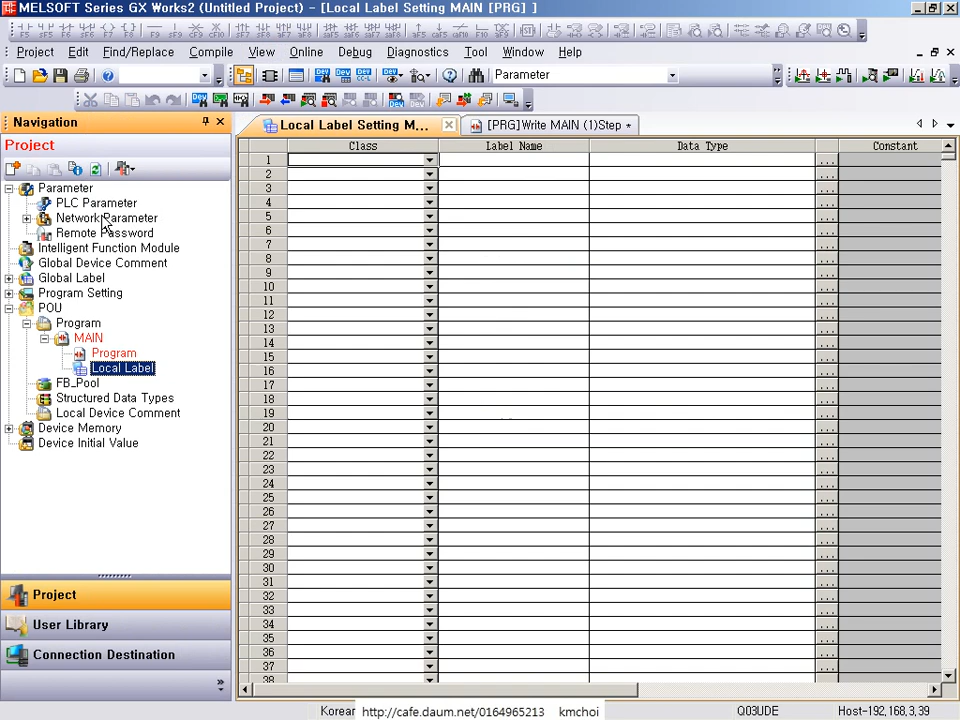 MELSOFT Series GX Works2 (Untitled Project) - [Local Label Setting MAIN [PRG] ]
Project Edit Find/Replace Compile View Online Debug Diagnostics Tool Window Help
Parameter
Navigation
Local Label Setting M... [PRG]Write MAIN (1)Step *
Project
Class Label Name Data Type Constant
Parameter
PLC Parameter
Network Parameter
Remote Password
Intelligent Function Module
Global Device Comment
Global Label
Program Setting
POU
Program
MAIN
Program
Local Label
FB_Pool
Structured Data Types
Local Device Comment
Device Memory
Device Initial Value
1
2
3
4
5
6
7
8
9
10
11
12
13
14
15
16
17
18
19
20
21
22
23
24
25
26
27
28
29
30
31
32
33
34
35
36
37
38
Project
User Library
Connection Destination
Korean http://cafe.daum.net/0164965213 kmchoi Q03UDE Host-192.168.3.39